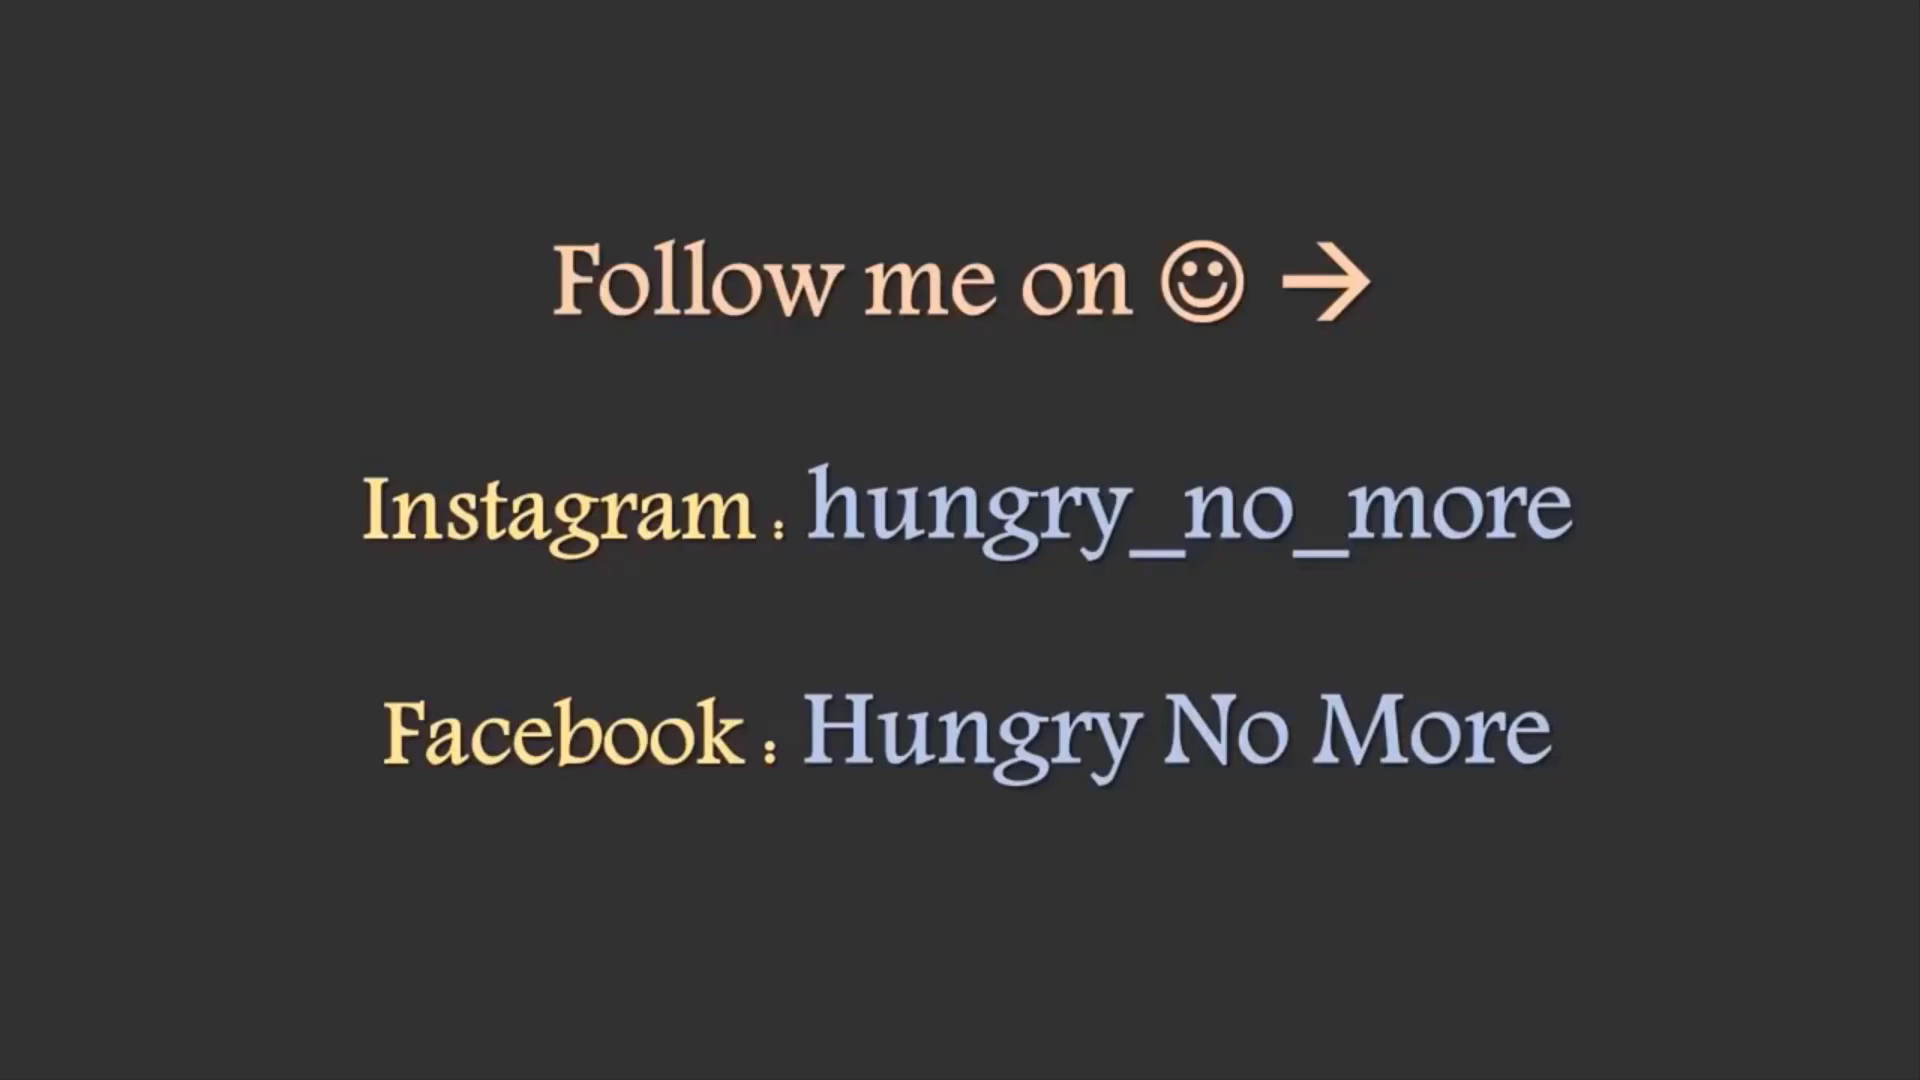 Follow me on ☺ →
Instagram : hungry_no_more
Facebook : Hungry No More